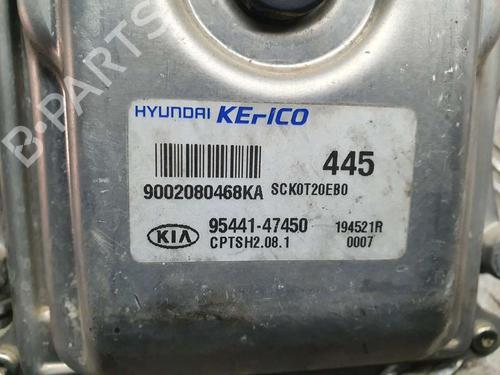 B-PARTS
HYUNDAI KEFICO
445
9002080468KA SCK0T20EB0
KIA 95441-47450 194521R
CPTSH2.08.1 0007